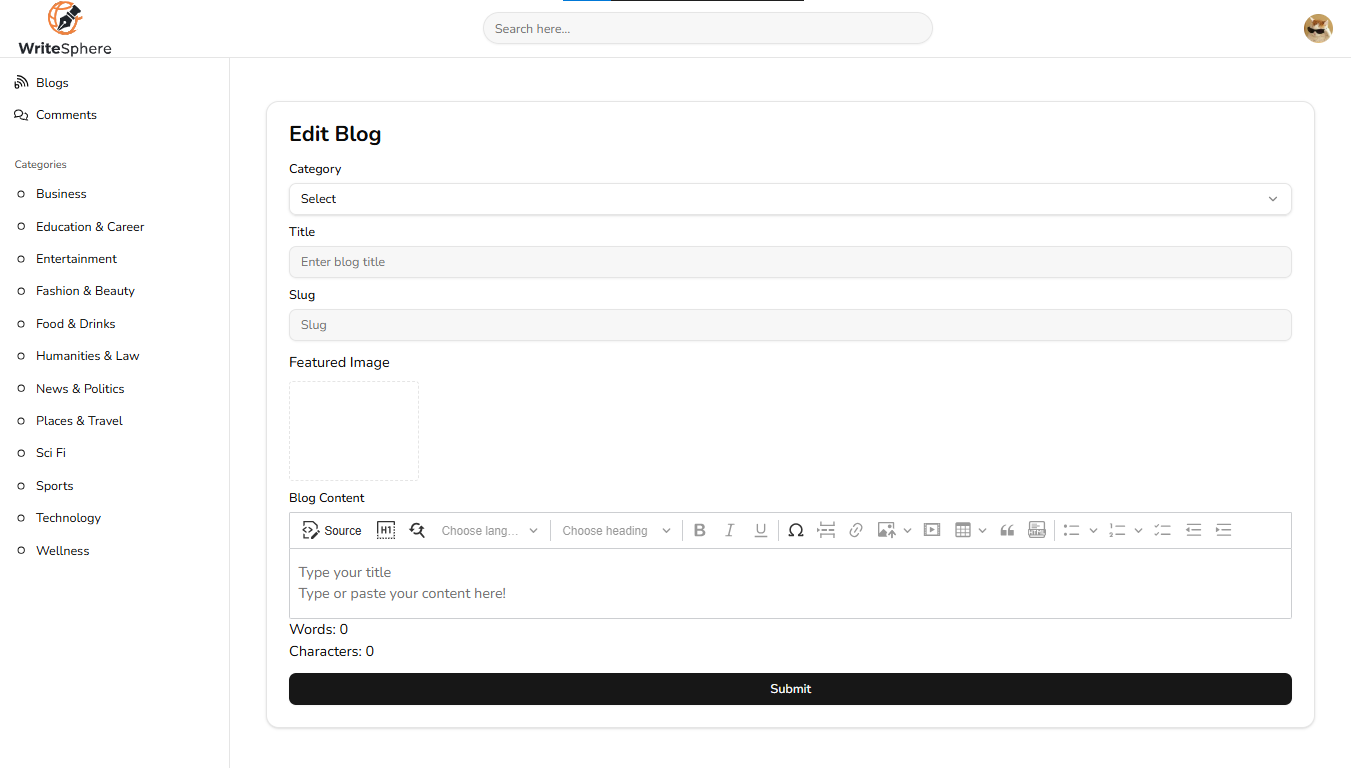 WriteSphere
Search here...
Blogs
Comments
Categories
Business
Education & Career
Entertainment
Fashion & Beauty
Food & Drinks
Humanities & Law
News & Politics
Places & Travel
Sci Fi
Sports
Technology
Wellness
Edit Blog
Category
Select
Title
Enter blog title
Slug
Slug
Featured Image
Blog Content
Source H1 Choose lang... Choose heading B I U Ω
Type your title
Type or paste your content here!
Words: 0
Characters: 0
Submit